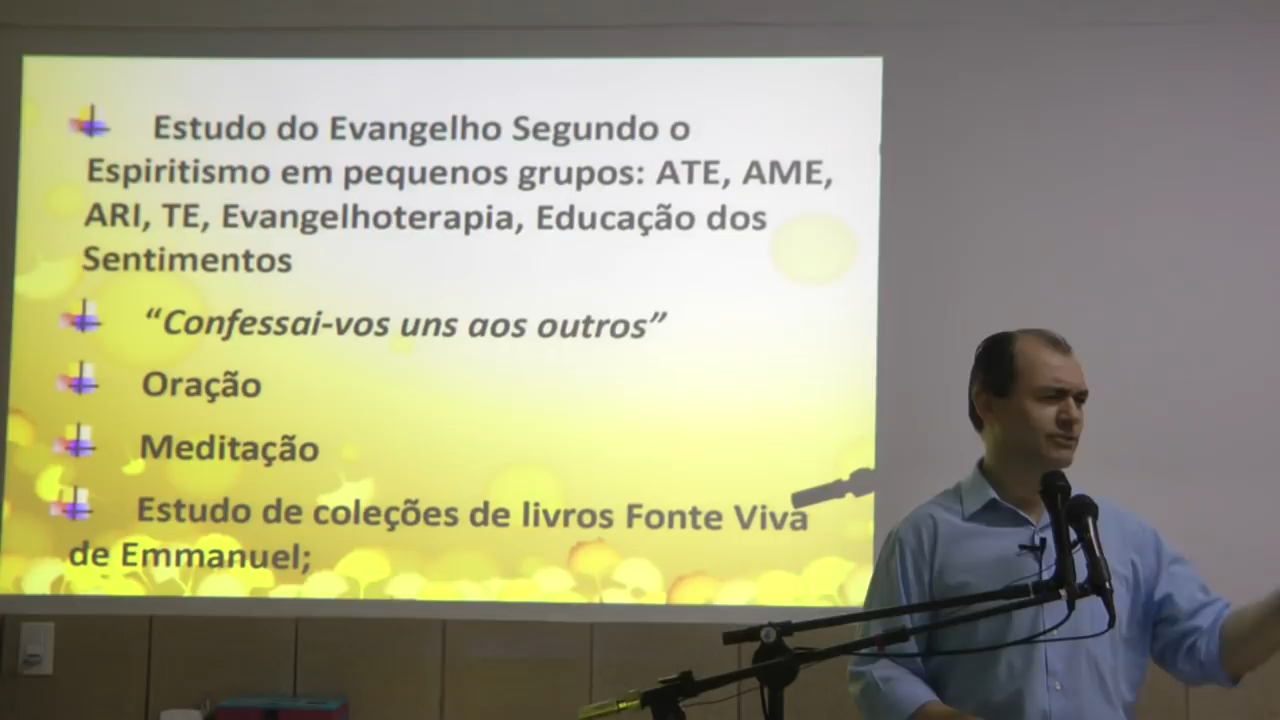 Estudo do Evangelho Segundo o
Espiritismo em pequenos grupos: ATE, AME,
ARI, TE, Evangelhoterapia, Educação dos
Sentimentos
“Confessai-vos uns aos outros”
Oração
Meditação
Estudo de coleções de livros Fonte Viva
de Emmanuel;